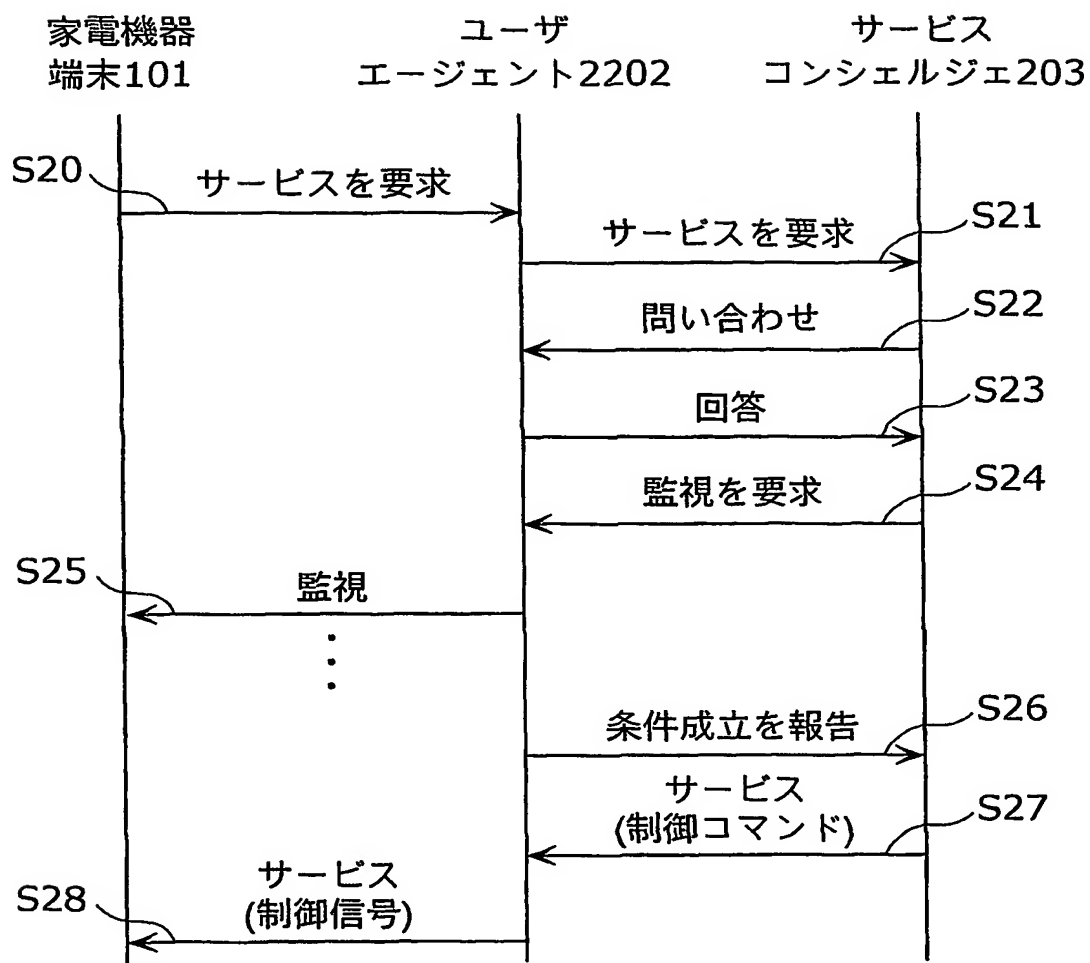 家電機器
端末101
ユーザ
エージェント2202
サービス
コンシェルジェ203
S20
サービスを要求
サービスを要求
S21
問い合わせ
S22
回答
S23
監視を要求
S24
S25
監視
条件成立を報告
S26
サービス
(制御コマンド)
S27
サービス
(制御信号)
S28